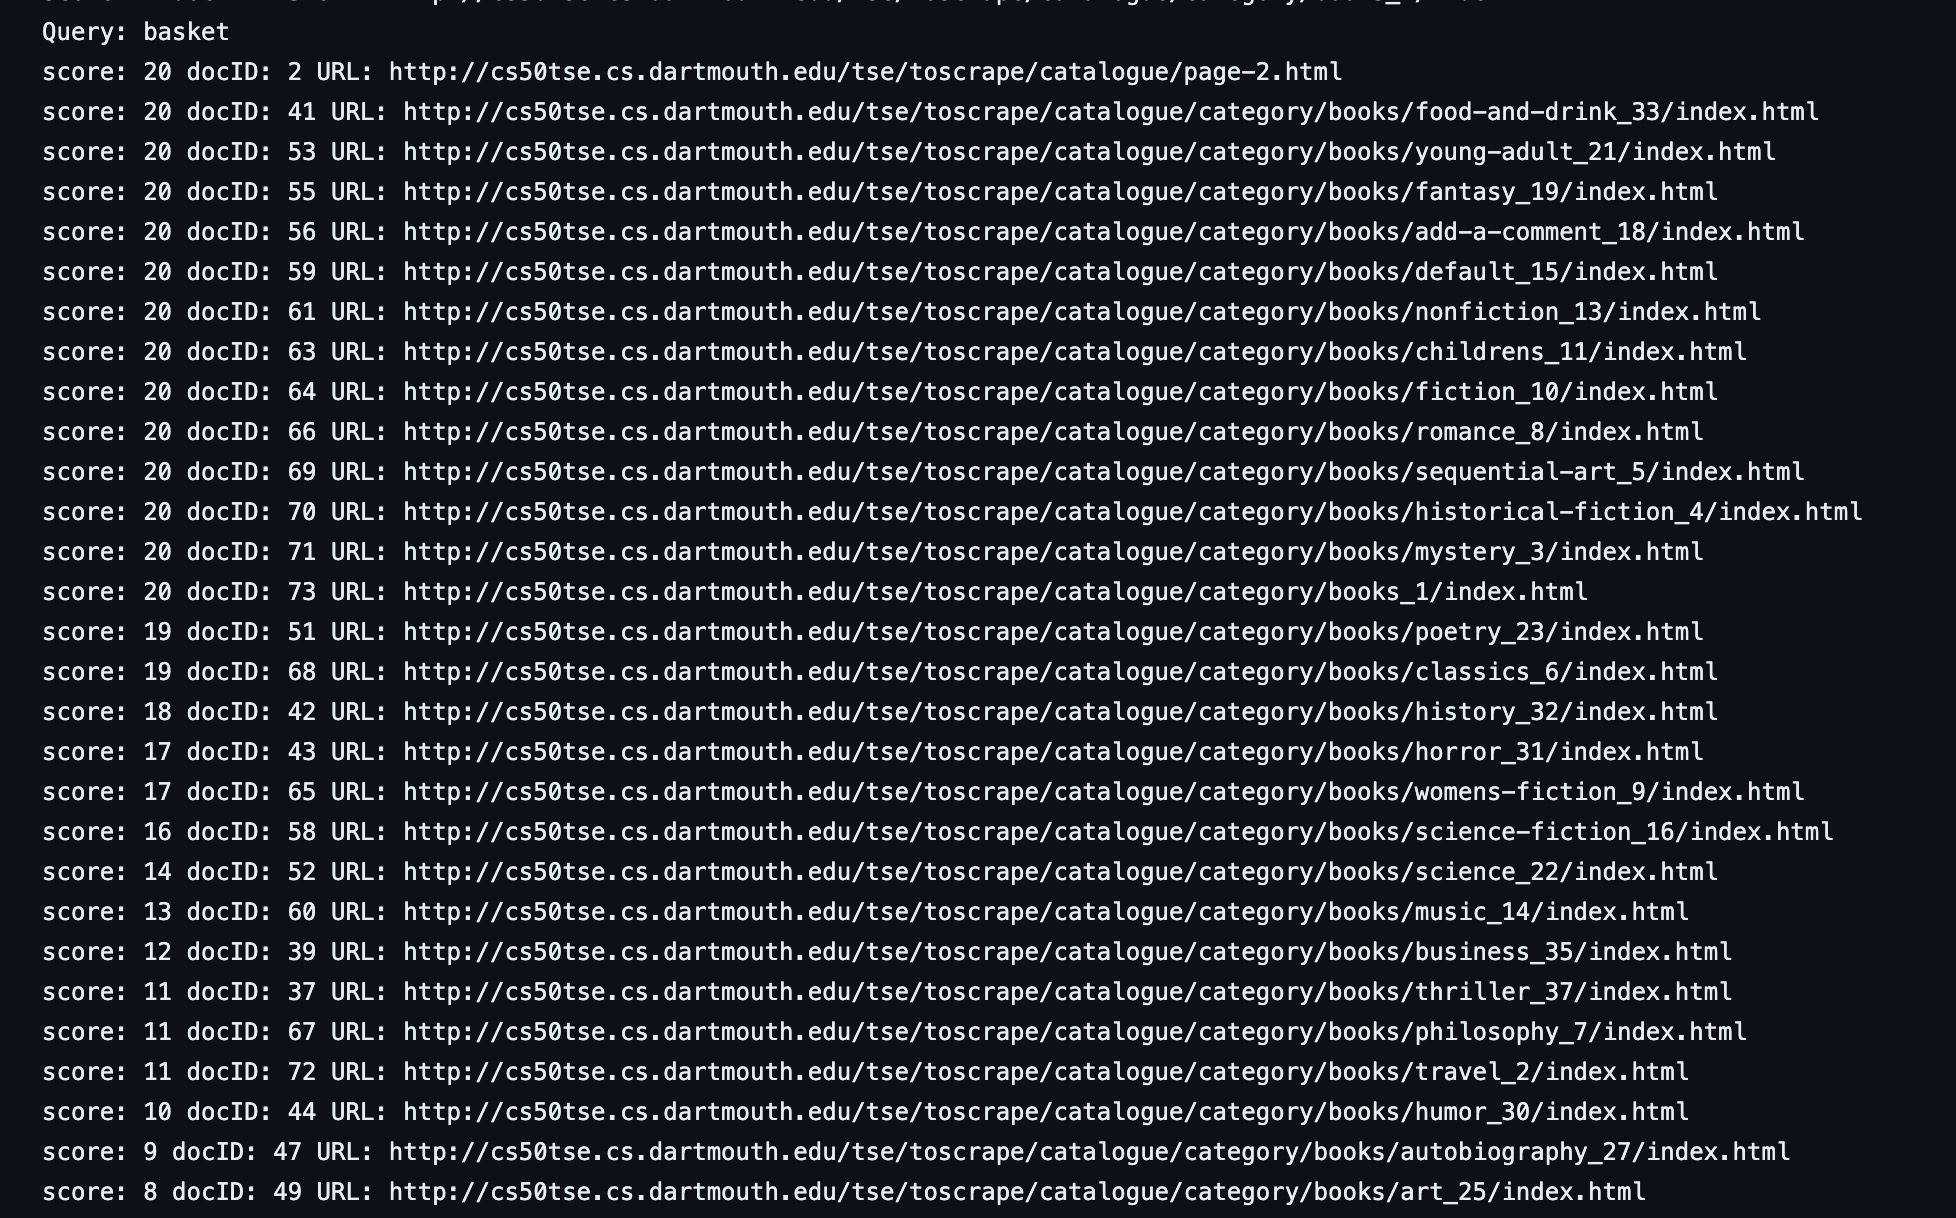 Query: basket
score: 20 docID: 2 URL: http://cs50tse.cs.dartmouth.edu/tse/toscrape/catalogue/page-2.html
score: 20 docID: 41 URL: http://cs50tse.cs.dartmouth.edu/tse/toscrape/catalogue/category/books/food-and-drink_33/index.html
score: 20 docID: 53 URL: http://cs50tse.cs.dartmouth.edu/tse/toscrape/catalogue/category/books/young-adult_21/index.html
score: 20 docID: 55 URL: http://cs50tse.cs.dartmouth.edu/tse/toscrape/catalogue/category/books/fantasy_19/index.html
score: 20 docID: 56 URL: http://cs50tse.cs.dartmouth.edu/tse/toscrape/catalogue/category/books/add-a-comment_18/index.html
score: 20 docID: 59 URL: http://cs50tse.cs.dartmouth.edu/tse/toscrape/catalogue/category/books/default_15/index.html
score: 20 docID: 61 URL: http://cs50tse.cs.dartmouth.edu/tse/toscrape/catalogue/category/books/nonfiction_13/index.html
score: 20 docID: 63 URL: http://cs50tse.cs.dartmouth.edu/tse/toscrape/catalogue/category/books/childrens_11/index.html
score: 20 docID: 64 URL: http://cs50tse.cs.dartmouth.edu/tse/toscrape/catalogue/category/books/fiction_10/index.html
score: 20 docID: 66 URL: http://cs50tse.cs.dartmouth.edu/tse/toscrape/catalogue/category/books/romance_8/index.html
score: 20 docID: 69 URL: http://cs50tse.cs.dartmouth.edu/tse/toscrape/catalogue/category/books/sequential-art_5/index.html
score: 20 docID: 70 URL: http://cs50tse.cs.dartmouth.edu/tse/toscrape/catalogue/category/books/historical-fiction_4/index.html
score: 20 docID: 71 URL: http://cs50tse.cs.dartmouth.edu/tse/toscrape/catalogue/category/books/mystery_3/index.html
score: 20 docID: 73 URL: http://cs50tse.cs.dartmouth.edu/tse/toscrape/catalogue/category/books_1/index.html
score: 19 docID: 51 URL: http://cs50tse.cs.dartmouth.edu/tse/toscrape/catalogue/category/books/poetry_23/index.html
score: 19 docID: 68 URL: http://cs50tse.cs.dartmouth.edu/tse/toscrape/catalogue/category/books/classics_6/index.html
score: 18 docID: 42 URL: http://cs50tse.cs.dartmouth.edu/tse/toscrape/catalogue/category/books/history_32/index.html
score: 17 docID: 43 URL: http://cs50tse.cs.dartmouth.edu/tse/toscrape/catalogue/category/books/horror_31/index.html
score: 17 docID: 65 URL: http://cs50tse.cs.dartmouth.edu/tse/toscrape/catalogue/category/books/womens-fiction_9/index.html
score: 16 docID: 58 URL: http://cs50tse.cs.dartmouth.edu/tse/toscrape/catalogue/category/books/science-fiction_16/index.html
score: 14 docID: 52 URL: http://cs50tse.cs.dartmouth.edu/tse/toscrape/catalogue/category/books/science_22/index.html
score: 13 docID: 60 URL: http://cs50tse.cs.dartmouth.edu/tse/toscrape/catalogue/category/books/music_14/index.html
score: 12 docID: 39 URL: http://cs50tse.cs.dartmouth.edu/tse/toscrape/catalogue/category/books/business_35/index.html
score: 11 docID: 37 URL: http://cs50tse.cs.dartmouth.edu/tse/toscrape/catalogue/category/books/thriller_37/index.html
score: 11 docID: 67 URL: http://cs50tse.cs.dartmouth.edu/tse/toscrape/catalogue/category/books/philosophy_7/index.html
score: 11 docID: 72 URL: http://cs50tse.cs.dartmouth.edu/tse/toscrape/catalogue/category/books/travel_2/index.html
score: 10 docID: 44 URL: http://cs50tse.cs.dartmouth.edu/tse/toscrape/catalogue/category/books/humor_30/index.html
score: 9 docID: 47 URL: http://cs50tse.cs.dartmouth.edu/tse/toscrape/catalogue/category/books/autobiography_27/index.html
score: 8 docID: 49 URL: http://cs50tse.cs.dartmouth.edu/tse/toscrape/catalogue/category/books/art_25/index.html